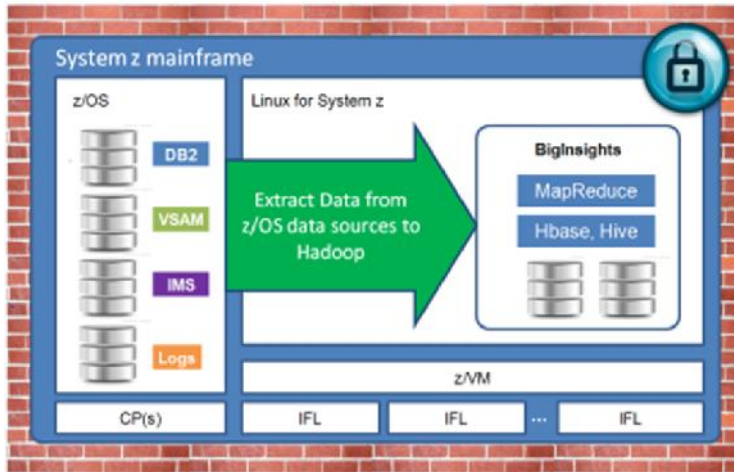 System z mainframe
z/OS
DB2
VSAM
IMS
Logs
CP(s)
Linux for System z
Extract Data from
z/OS data sources to
Hadoop
BigInsights
MapReduce
Hbase, Hive
z/VM
IFL
IFL
...
IFL